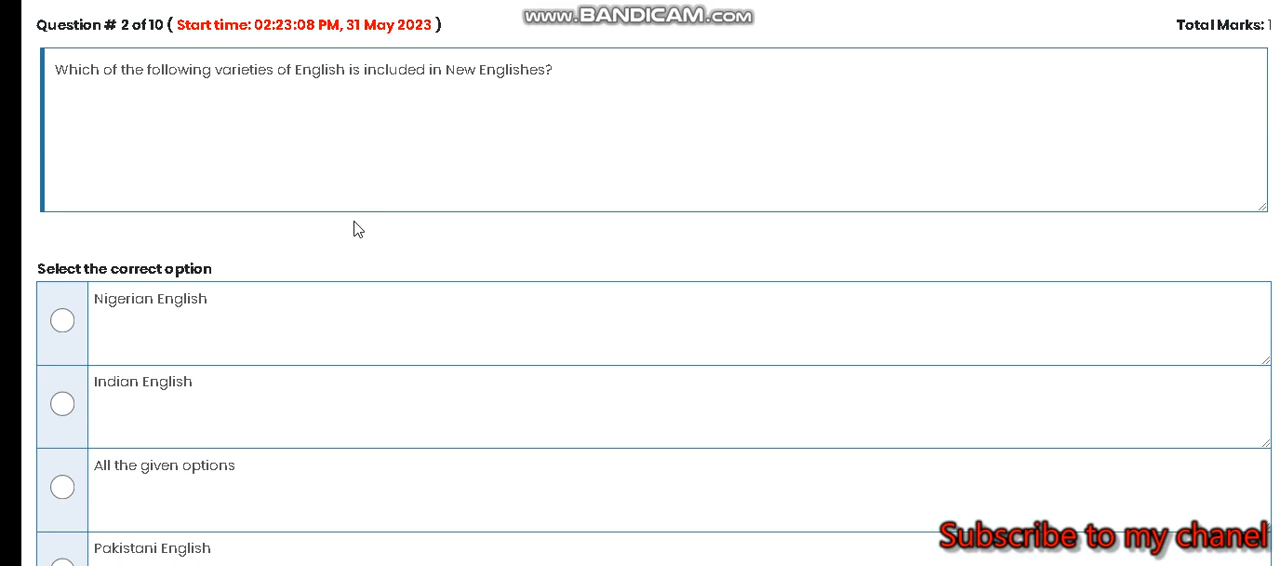 www.BANDICAM.com
Question # 2 of 10 ( Start time: 02:23:08 PM, 31 May 2023 )
Total Marks: 1
Which of the following varieties of English is included in New Englishes?
Select the correct option
Nigerian English
Indian English
All the given options
Pakistani English
Subscribe to my chanel